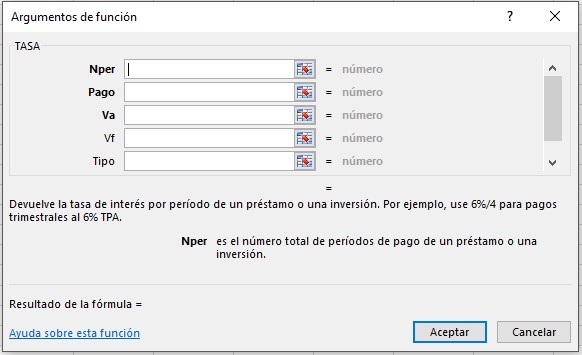 Argumentos de función ? ×
TASA
Nper = número
Pago = número
Va = número
Vf = número
Tipo = número
=
Devuelve la tasa de interés por período de un préstamo o una inversión. Por ejemplo, use 6%/4 para pagos
trimestrales al 6% TPA.
Nper es el número total de períodos de pago de un préstamo o una
inversión.
Resultado de la fórmula =
Ayuda sobre esta función
Aceptar Cancelar